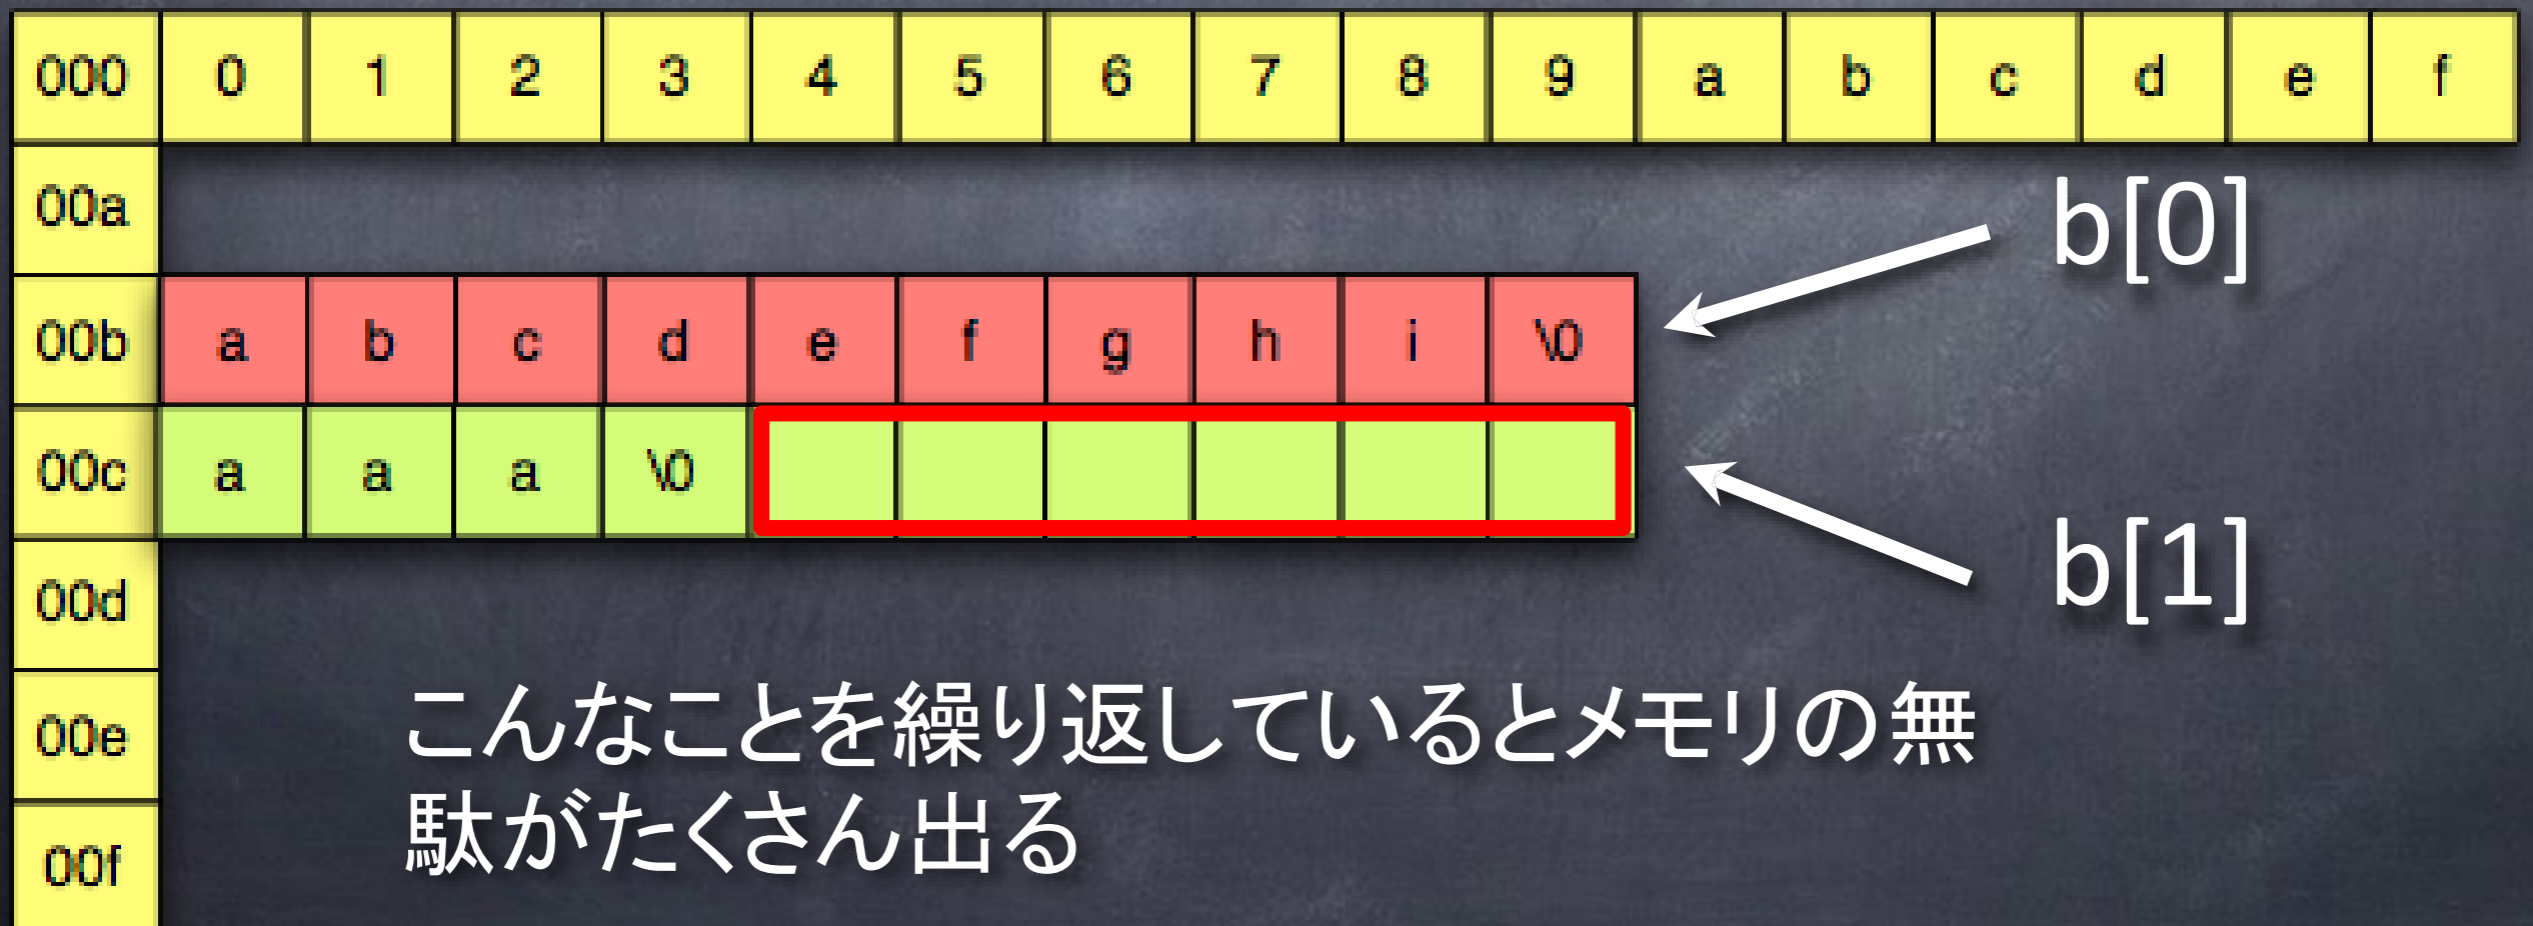 000 0 1 2 3 4 5 6 7 8 9 a b c d e f
00a
b[0]
00b a b c d e f g h i \0
00c a a a \0
b[1]
00d
こんなことを繰り返しているとメモリの無
00e
駄がたくさん出る
00f